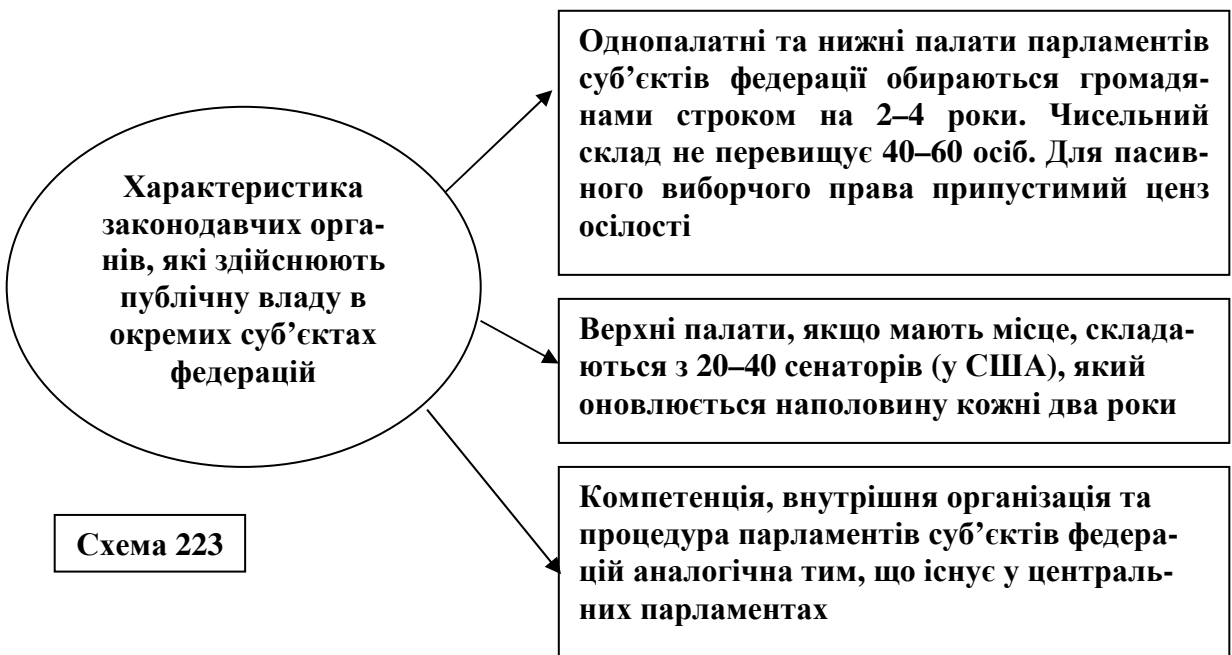 Характеристика
законодавчих орга-
нів, які здійснюють
публічну владу в
окремих суб’єктах
федерацій
Однопалатні та нижні палати парламентів
суб’єктів федерації обираються громадя-
нами строком на 2–4 роки. Чисельний
склад не перевищує 40–60 осіб. Для пасив-
ного виборчого права припустимий ценз
осілості
Верхні палати, якщо мають місце, склада-
ються з 20–40 сенаторів (у США), який
оновлюється наполовину кожні два роки
Компетенція, внутрішня організація та
процедура парламентів суб’єктів федера-
цій аналогічна тим, що існує у централь-
них парламентах
Схема 223